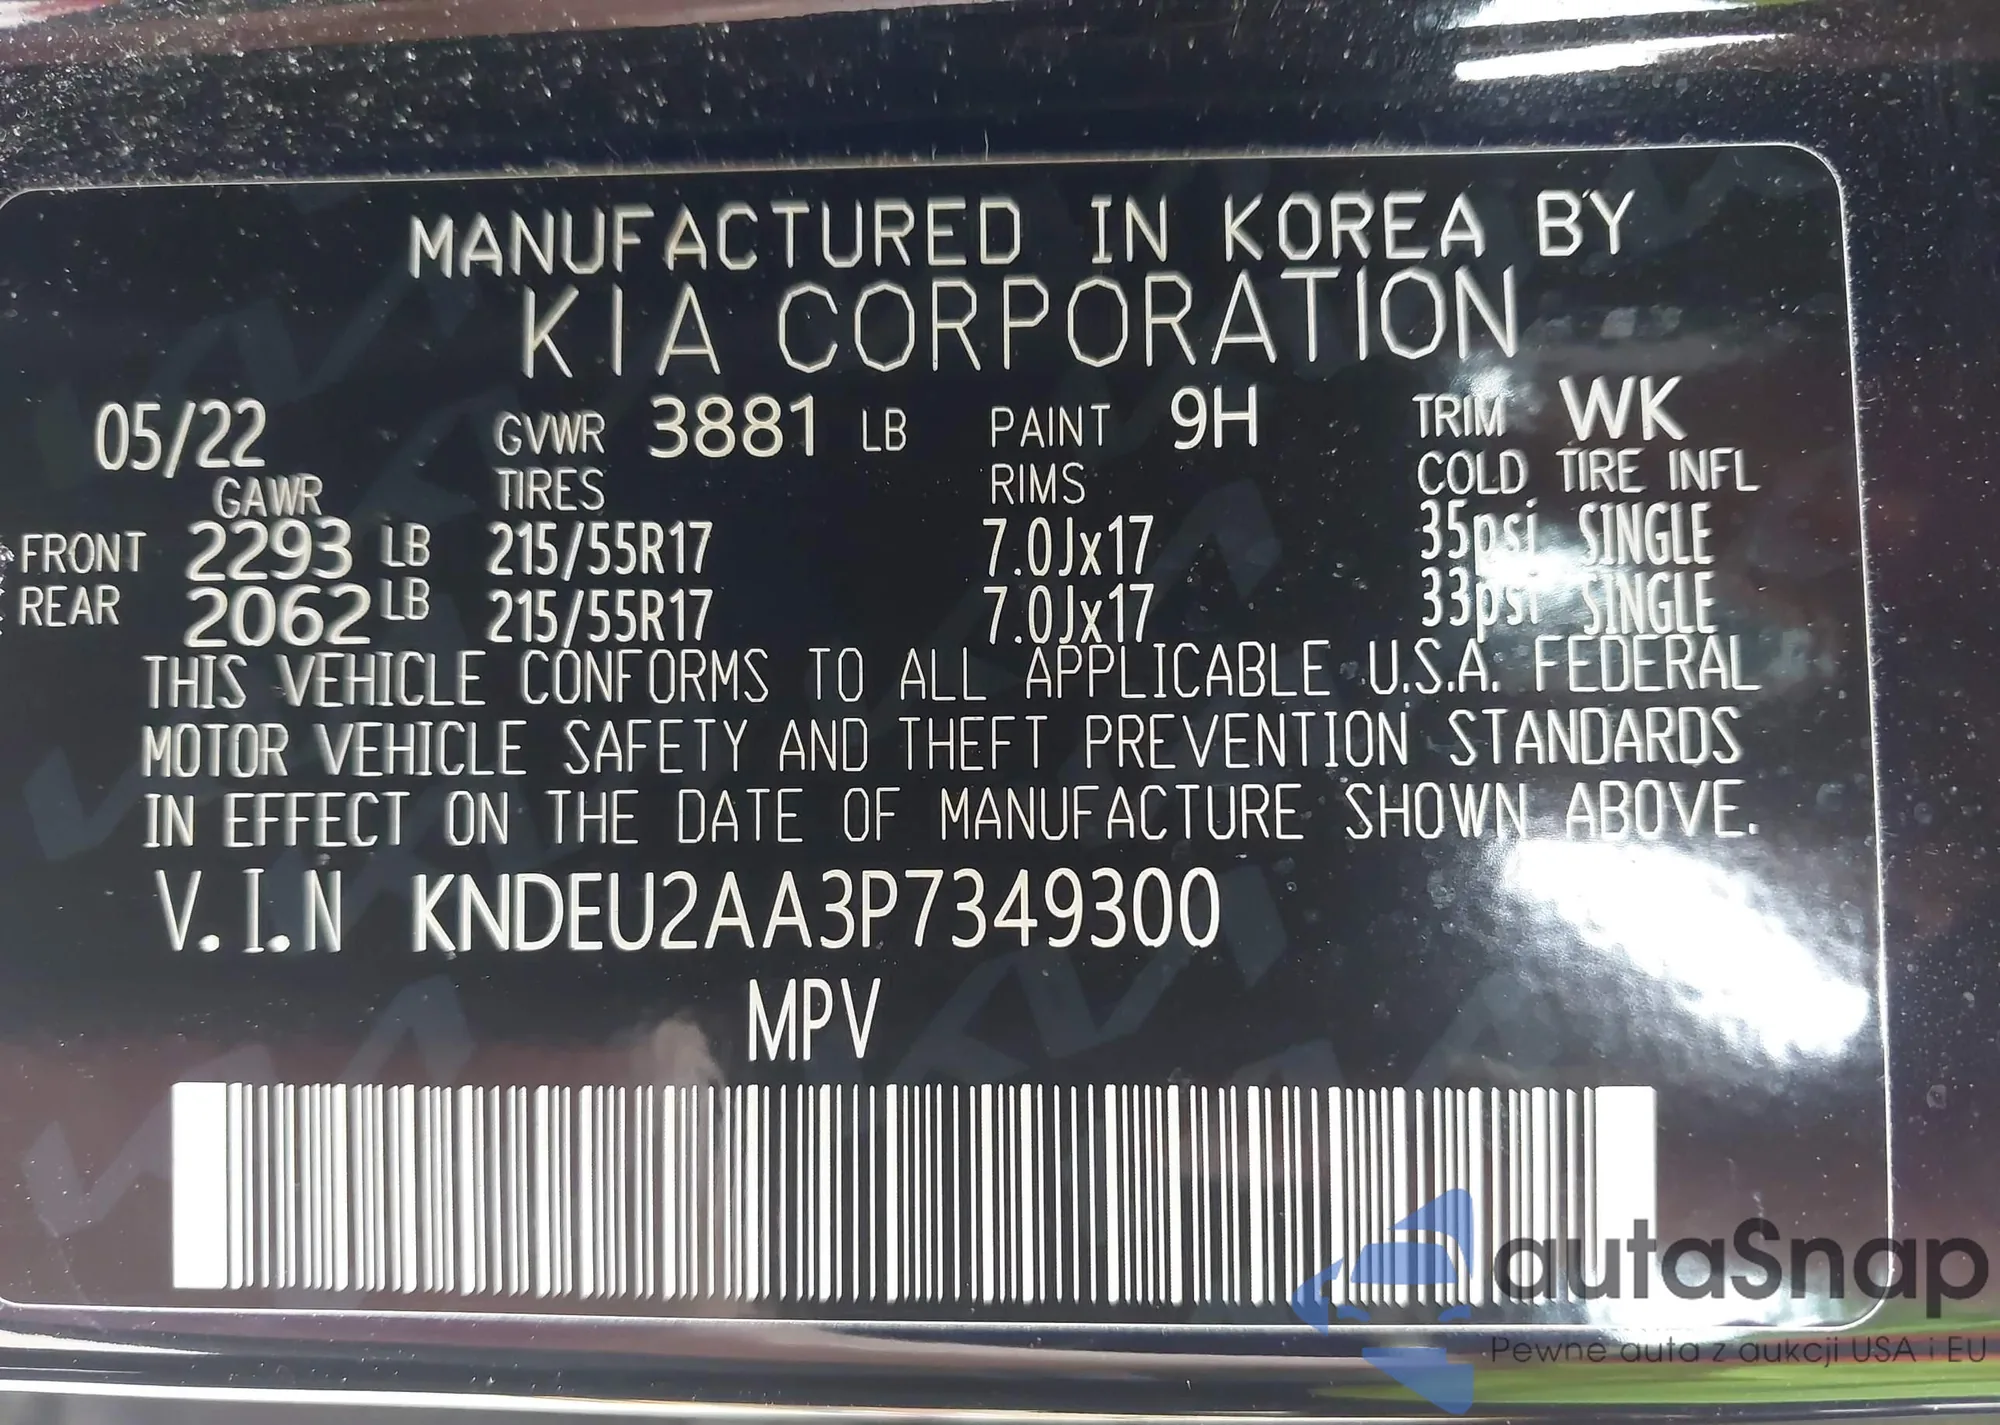 MANUFACTURED IN KOREA BY
KIA CORPORATION
05/22 GVWR 3881 LB PAINT 9H TRIM WK
GAWR TIRES RIMS COLD TIRE INFL
FRONT 2293 LB 215/55R17 7.0Jx17 35psi SINGLE
REAR 2062 LB 215/55R17 7.0Jx17 33psi SINGLE
THIS VEHICLE CONFORMS TO ALL APPLICABLE U.S.A. FEDERAL
MOTOR VEHICLE SAFETY AND THEFT PREVENTION STANDARDS
IN EFFECT ON THE DATE OF MANUFACTURE SHOWN ABOVE.
V.I.N KNDEU2AA3P7349300
MPV
autaSnap
Pewne auta z aukcji USA i EU